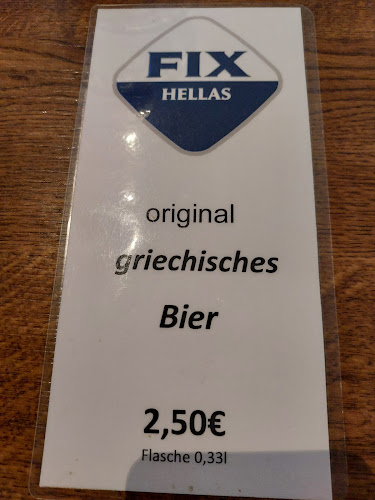 FIX
HELLAS
original
griechisches
Bier
2,50€
Flasche 0,33l